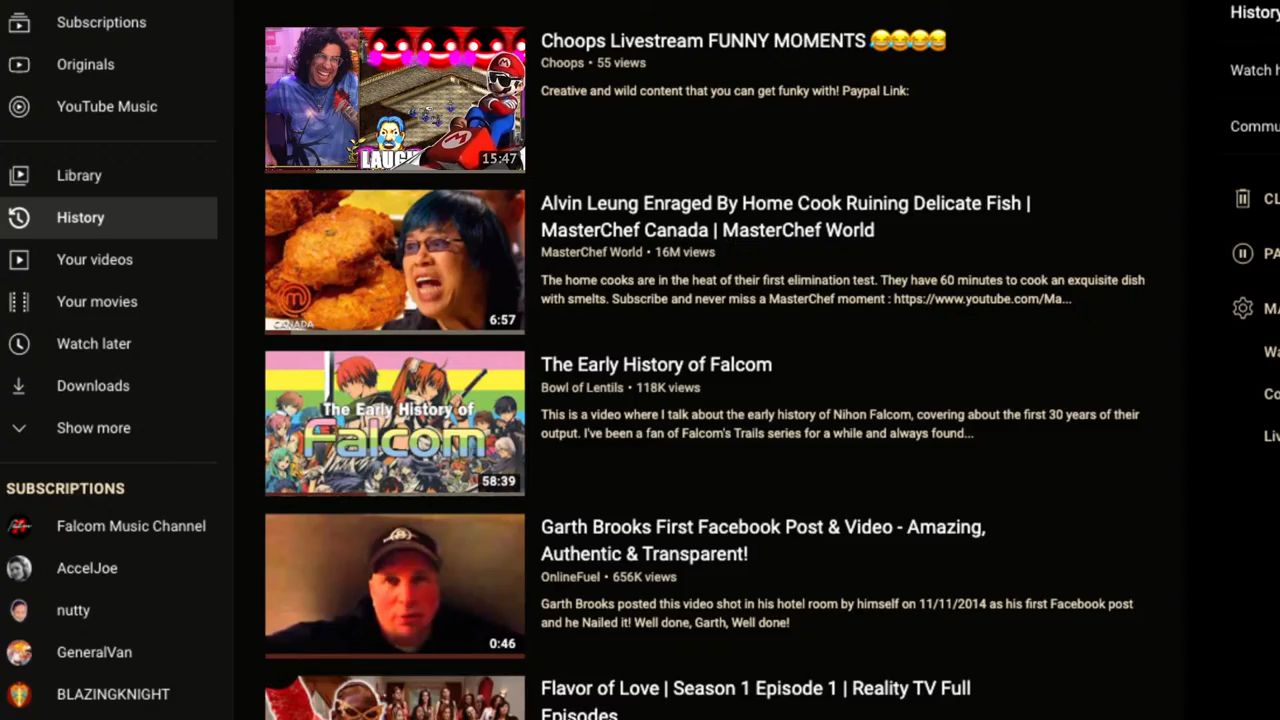 Subscriptions
Originals
YouTube Music
Library
History
Your videos
Your movies
Watch later
Downloads
Show more
SUBSCRIPTIONS
Falcom Music Channel
AccelJoe
nutty
GeneralVan
BLAZINGKNIGHT
LAUGH
15:47
Choops Livestream FUNNY MOMENTS 😂😂😂😂
Choops • 55 views
Creative and wild content that you can get funky with! Paypal Link:
CANADA
6:57
Alvin Leung Enraged By Home Cook Ruining Delicate Fish |
MasterChef Canada | MasterChef World
MasterChef World • 16M views
The home cooks are in the heat of their first elimination test. They have 60 minutes to cook an exquisite dish
with smelts. Subscribe and never miss a MasterChef moment : https://www.youtube.com/Ma...
The Early History of
Falcom
58:39
The Early History of Falcom
Bowl of Lentils • 118K views
This is a video where I talk about the early history of Nihon Falcom, covering about the first 30 years of their
output. I've been a fan of Falcom's Trails series for a while and always found...
0:46
Garth Brooks First Facebook Post & Video - Amazing,
Authentic & Transparent!
OnlineFuel • 656K views
Garth Brooks posted this video shot in his hotel room by himself on 11/11/2014 as his first Facebook post
and he Nailed it! Well done, Garth, Well done!
Flavor of Love | Season 1 Episode 1 | Reality TV Full
Episodes
History
Watch h
Commu
CL
PA
MA
Wa
Co
Liv